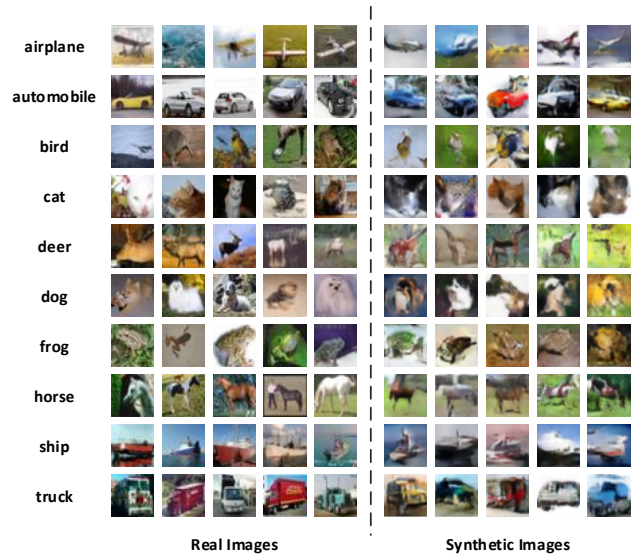 airplane
automobile
bird
cat
deer
dog
frog
horse
ship
truck
Real Images
Synthetic Images